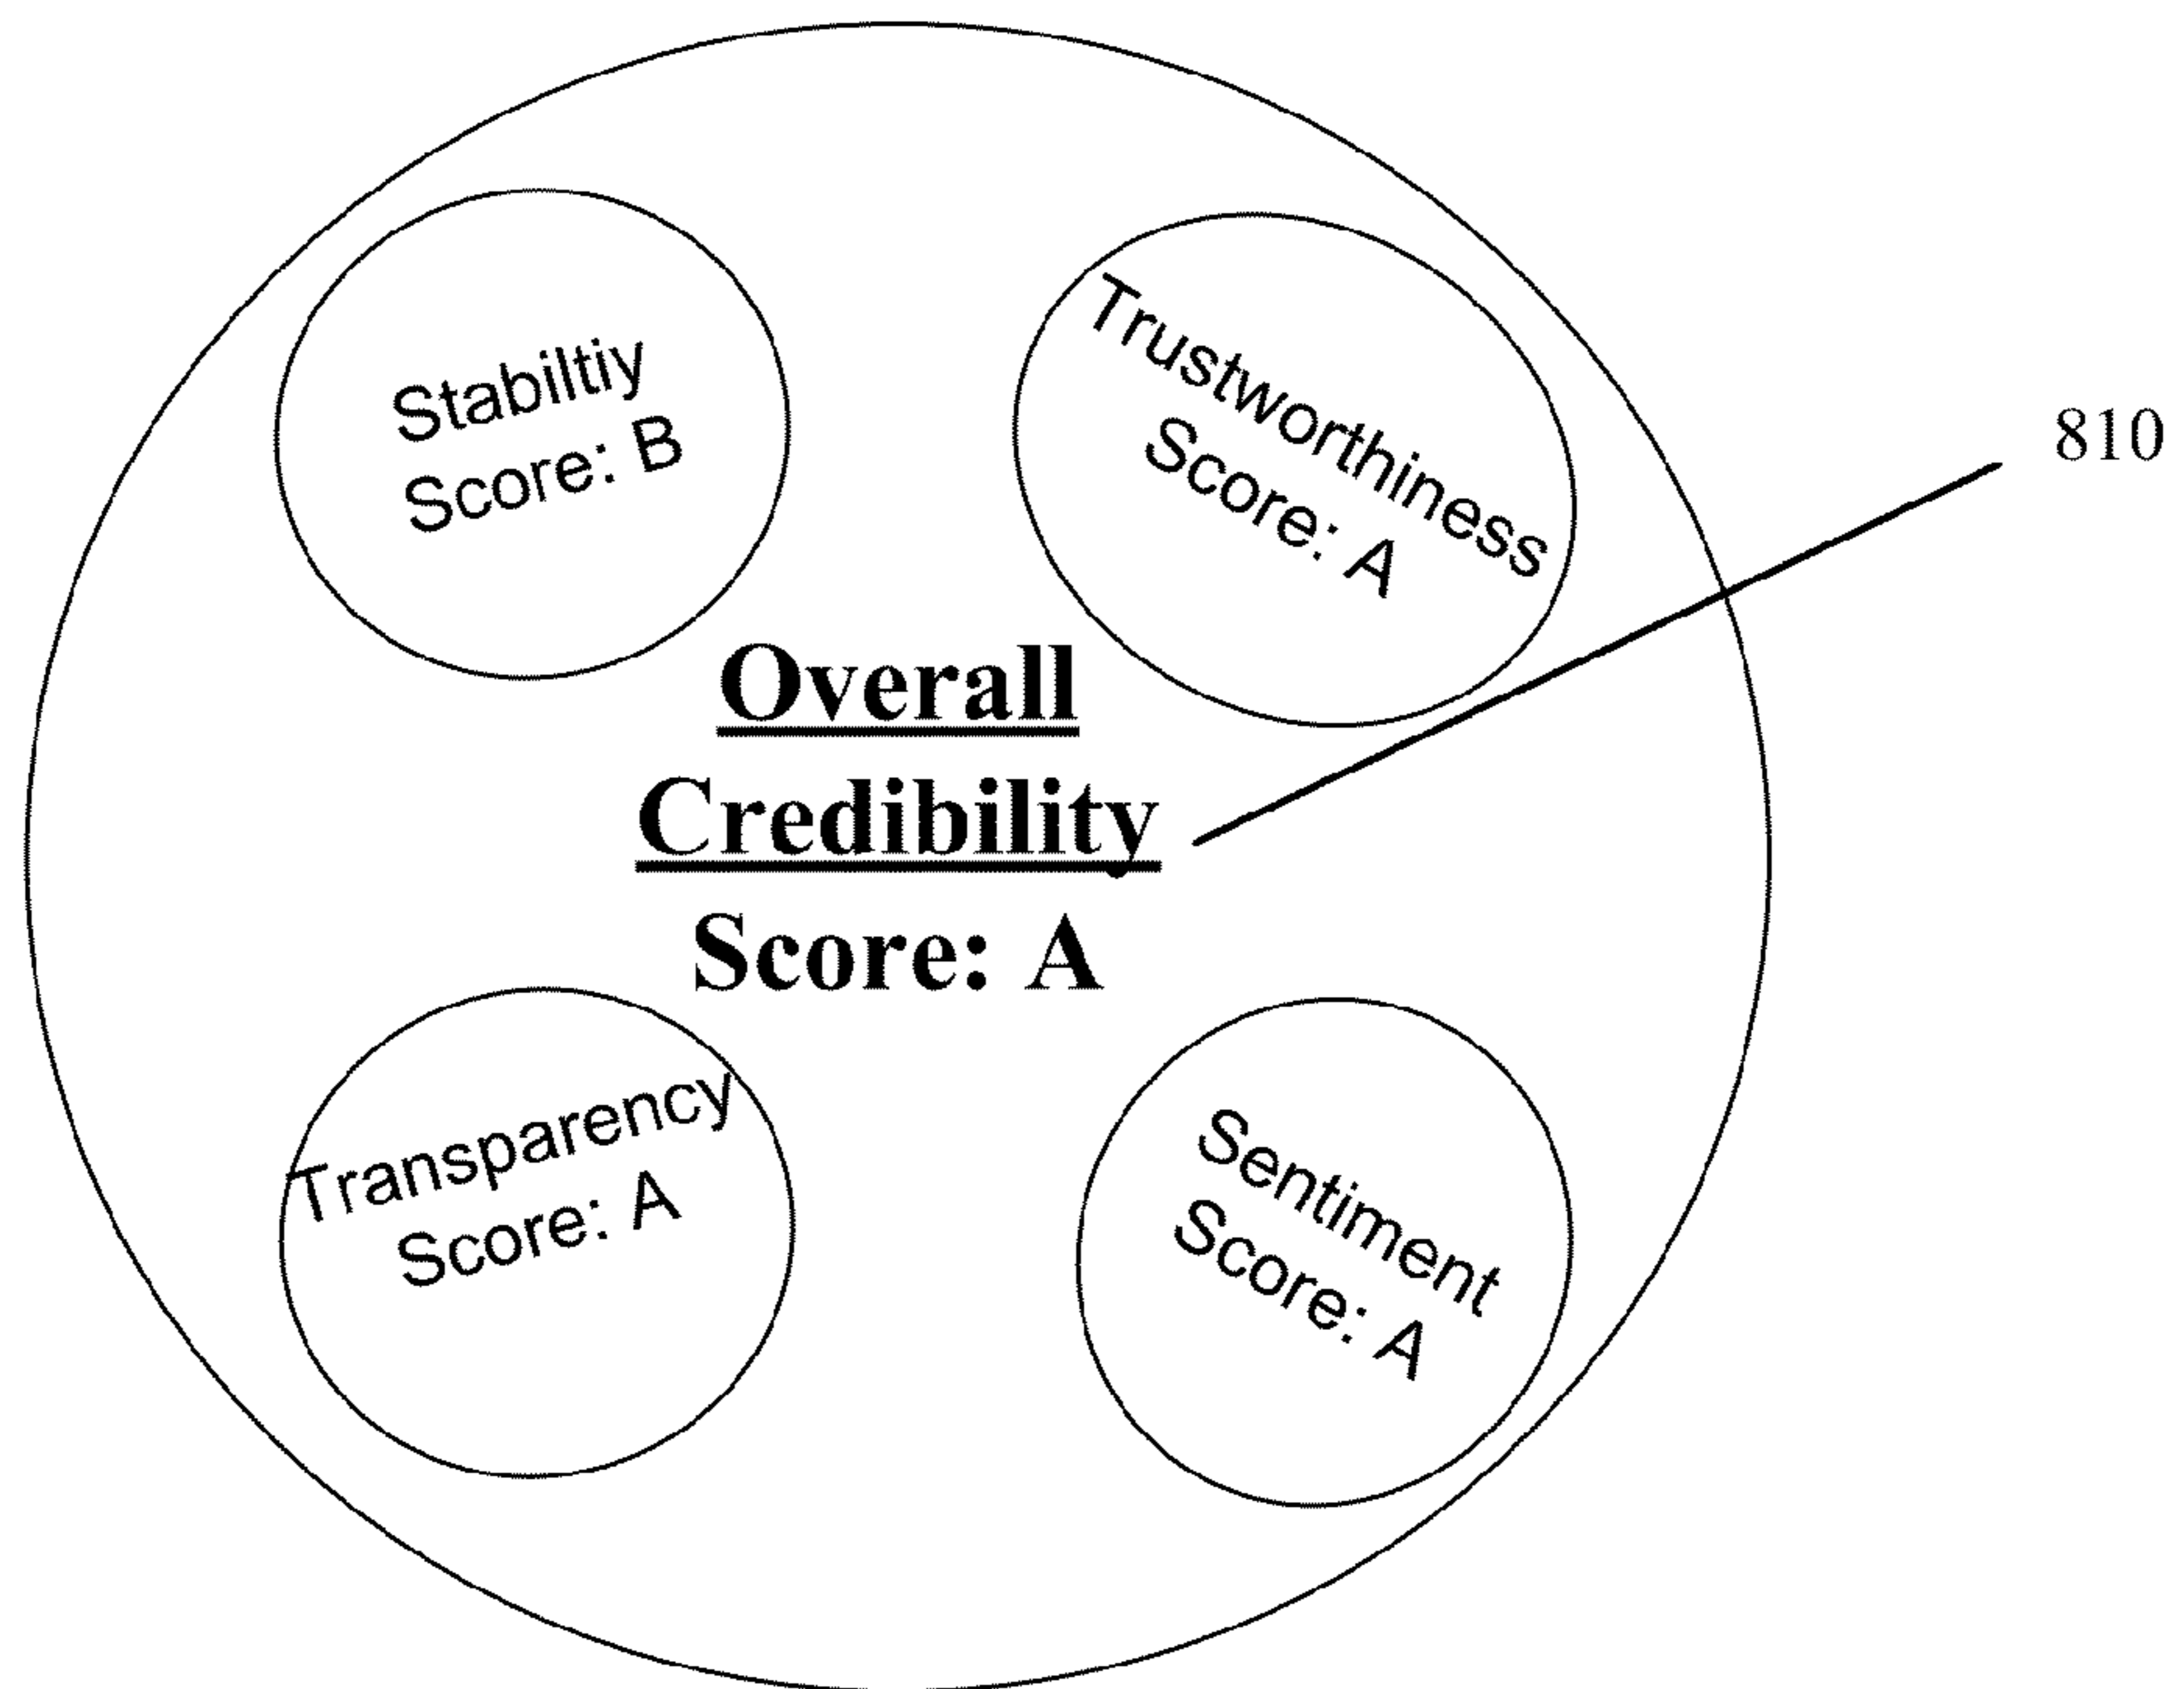 Stabiltiy
Score: B
Trustworthiness
Score: A
810
Overall
Credibility
Score: A
Transparency
Score: A
Sentiment
Score: A